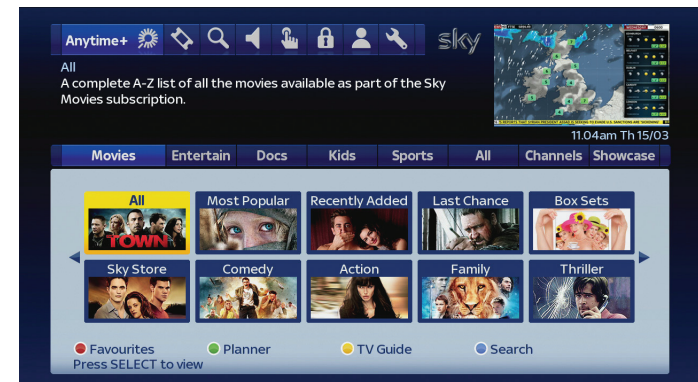 Anytime+
sky
All
A complete A-Z list of all the movies available as part of the Sky
Movies subscription.
11.04am Th 15/03
Movies Entertain Docs Kids Sports All Channels Showcase
All Most Popular Recently Added Last Chance Box Sets
TOWN
Sky Store Comedy Action Family Thriller
Favourites Planner TV Guide Search
Press SELECT to view